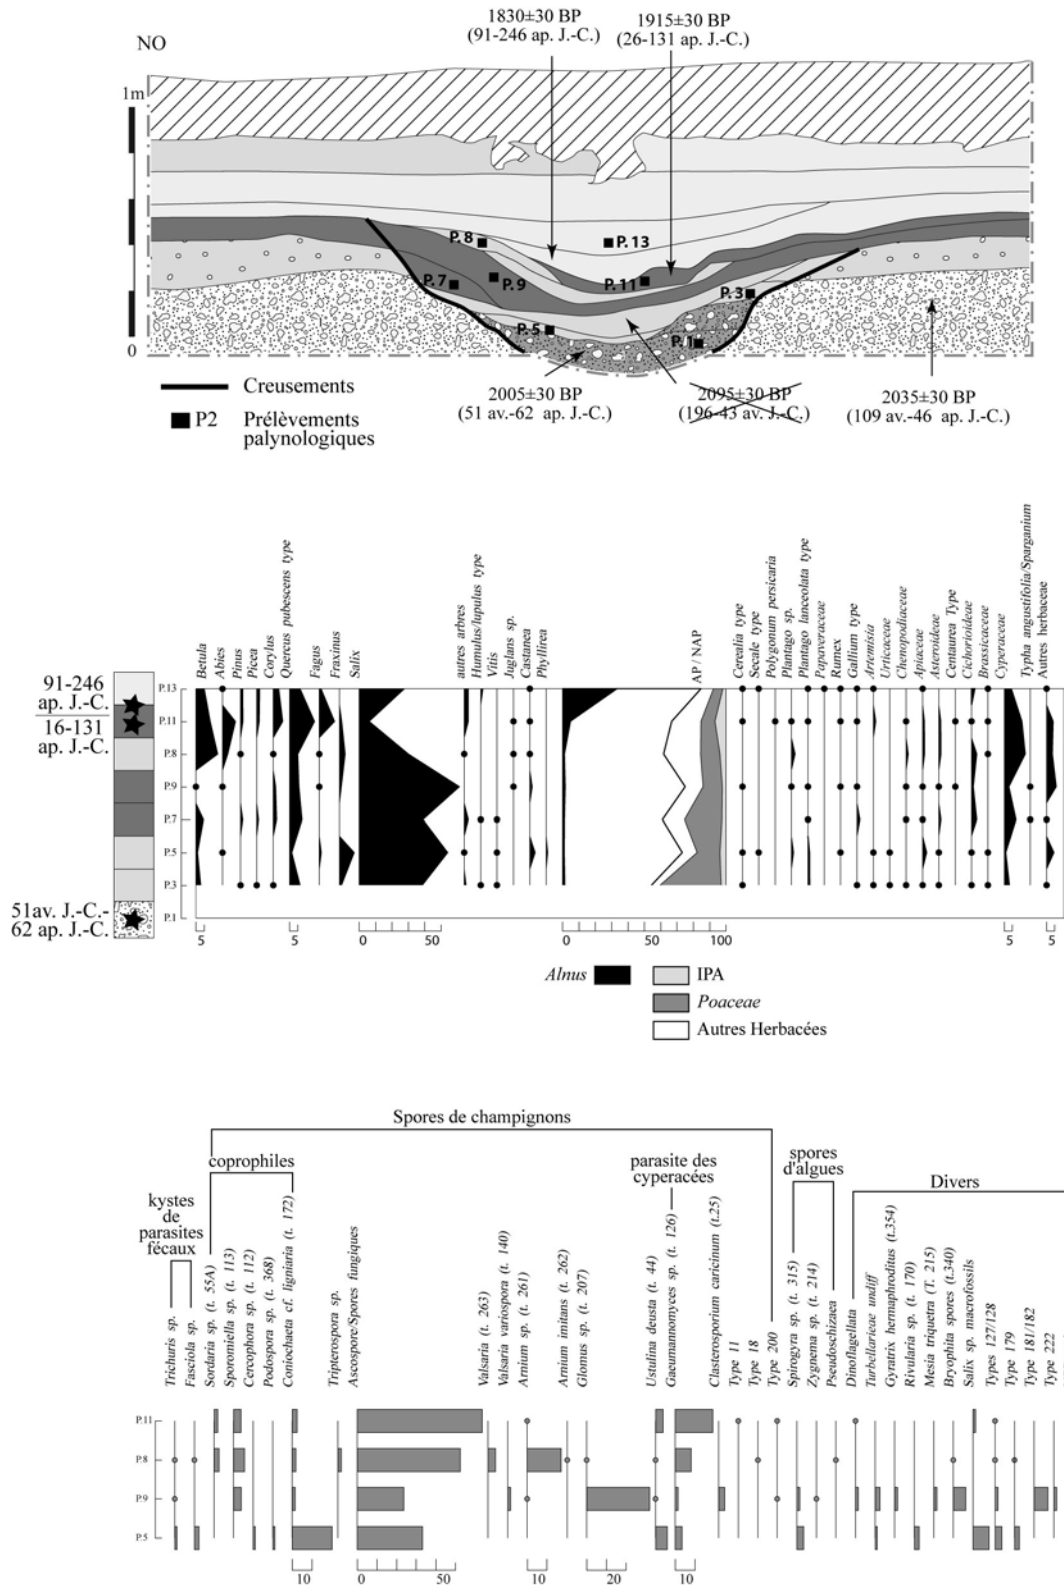 1830±30 BP
(91-246 ap. J.-C.)
1915±30 BP
(26-131 ap. J.-C.)
NO
1m
0
P.8
P.13
P.7
P.9
P.11
P.3
P.5
P.1
Creusements
P2 Prélèvements
palynologiques
2005±30 BP
(51 av.-62 ap. J.-C.)
2095±30 BP
(196-43 av. J.-C.)
2035±30 BP
(109 av.-46 ap. J.-C.)
Betula
Abies
Pinus
Picea
Corylus
Quercus pubescens type
Fagus
Fraxinus
Salix
autres arbres
Humulus/lupulus type
Vitis
Juglans sp.
Castanea
Phyllirea
AP / NAP
Cerealia type
Secale type
Polygonum persicaria
Plantago sp.
Plantago lanceolata type
Papaveraceae
Rumex
Gallium type
Artemisia
Urticaceae
Chenopodiaceae
Apiaceae
Asteroideae
Centaurea Type
Cichorioideae
Brassicaceae
Cyperaceae
Typha angustifolia/Sparganium
Autres herbaceae
91-246
ap. J.-C.
16-131
ap. J.-C.
51av. J.-C.-
62 ap. J.-C.
P.13
P.11
P.8
P.9
P.7
P.5
P.3
P.1
5 5 0 50 0 50 100 5 5
Alnus
IPA
Poaceae
Autres Herbacées
Spores de champignons
coprophiles
kystes
de
parasites
fécaux
parasite des
cyperacées
spores
d'algues
Divers
Trichuris sp.
Fasciola sp.
Sordaria sp. (t. 55A)
Sporomiella sp. (t. 113)
Cercophora sp. (t. 112)
Podospora sp. (t. 368)
Coniochaeta cf. ligniaria (t. 172)
Tripterospora sp.
Ascospore/Spores fungiques
Valsaria (t. 263)
Valsaria variospora (t. 140)
Arnium sp. (t. 261)
Arnium imitans (t. 262)
Glomus sp. (t. 207)
Ustulina deusta (t. 44)
Gaeumannomyces sp. (t. 126)
Clasterosporium caricinum (t.25)
Type 11
Type 18
Type 200
Spirogyra sp. (t. 315)
Zygnema sp. (t. 214)
Pseudoschizaea
Dinoflagellata
Turbellarieae undiff
Gyratrix hermaphroditus (t.354)
Rivularia sp. (t. 170)
Mesia triquetra (T. 215)
Bryophita spores (t.340)
Salix sp. macrofossils
Types 127/128
Type 179
Type 181/182
Type 222
P.11
P.8
P.9
P.5
10 0 50 10 20 10